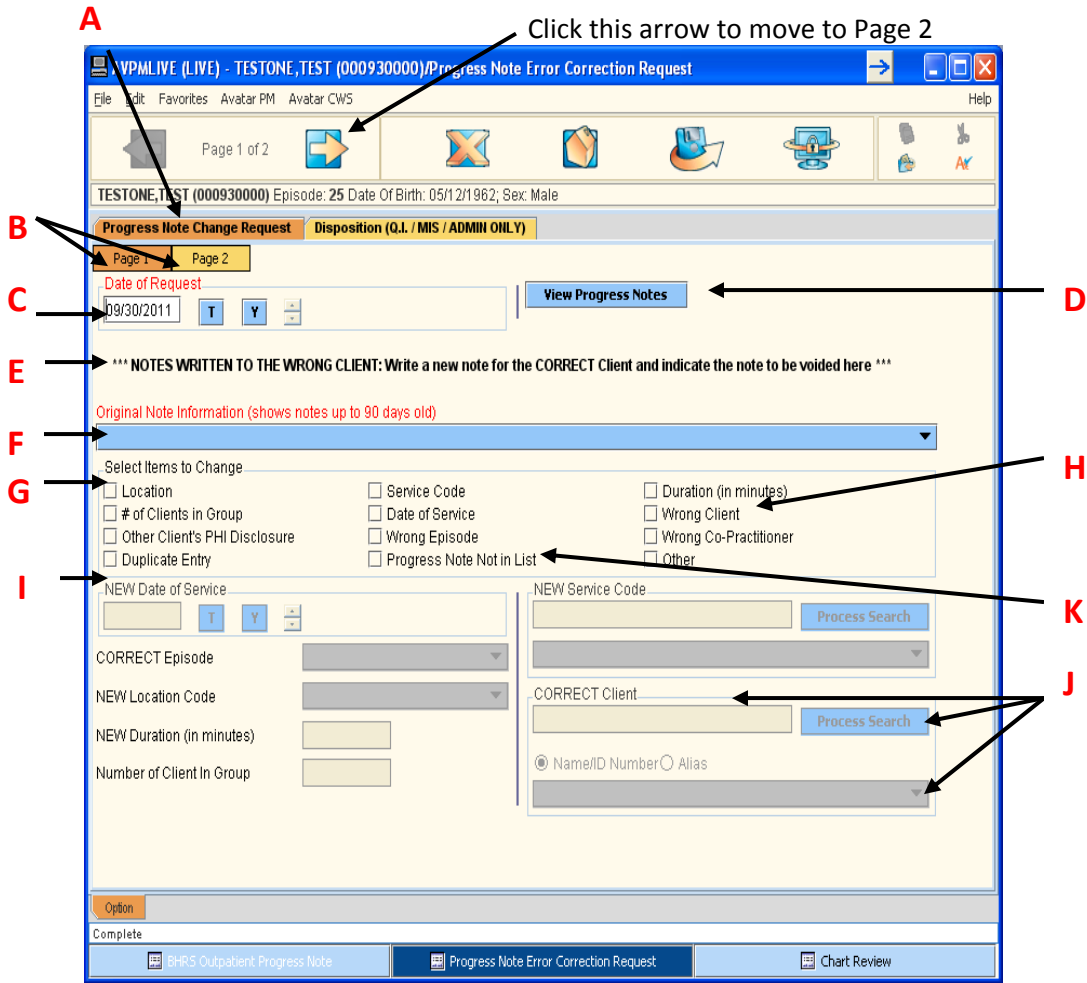 A
Click this arrow to move to Page 2
AVPMLIVE (LIVE) - TESTONE,TEST (000930000)/Progress Note Error Correction Request
File Edit Favorites Avatar PM Avatar CWS Help
Page 1 of 2
TESTONE,TEST (000930000) Episode: 25 Date Of Birth: 05/12/1962; Sex: Male
B
Progress Note Change Request Disposition (Q.I. / MIS / ADMIN ONLY)
Page 1 Page 2
Date of Request
C
09/30/2011 T Y
View Progress Notes
D
E
*** NOTES WRITTEN TO THE WRONG CLIENT: Write a new note for the CORRECT Client and indicate the note to be voided here ***
Original Note Information (shows notes up to 90 days old)
F
Select Items to Change
H
G
Location Service Code Duration (in minutes)
# of Clients in Group Date of Service Wrong Client
Other Client's PHI Disclosure Wrong Episode Wrong Co-Practitioner
Duplicate Entry Progress Note Not in List Other
I
NEW Date of Service NEW Service Code
T Y Process Search
K
CORRECT Episode
NEW Location Code CORRECT Client
J
Process Search
NEW Duration (in minutes)
Number of Client In Group Name/ID Number Alias
Option
Complete
BHRS Outpatient Progress Note Progress Note Error Correction Request Chart Review